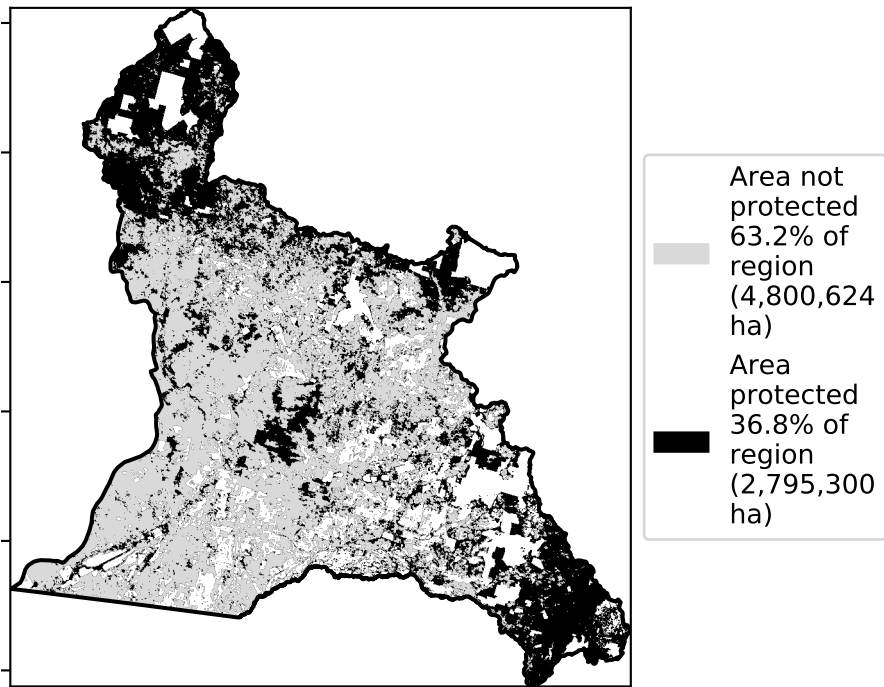 Area not
protected
63.2% of
region
(4,800,624
ha)
Area
protected
36.8% of
region
(2,795,300
ha)